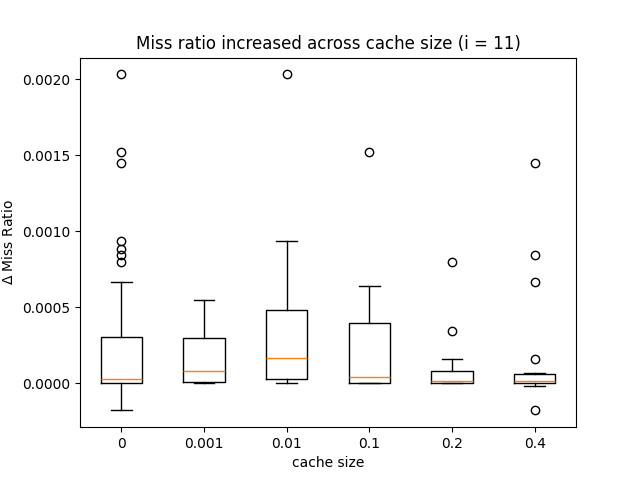 Miss ratio increased across cache size (i = 11)
0.0020
0.0015
0.0010
0.0005
0.0000
Δ Miss Ratio
0 0.001 0.01 0.1 0.2 0.4
cache size